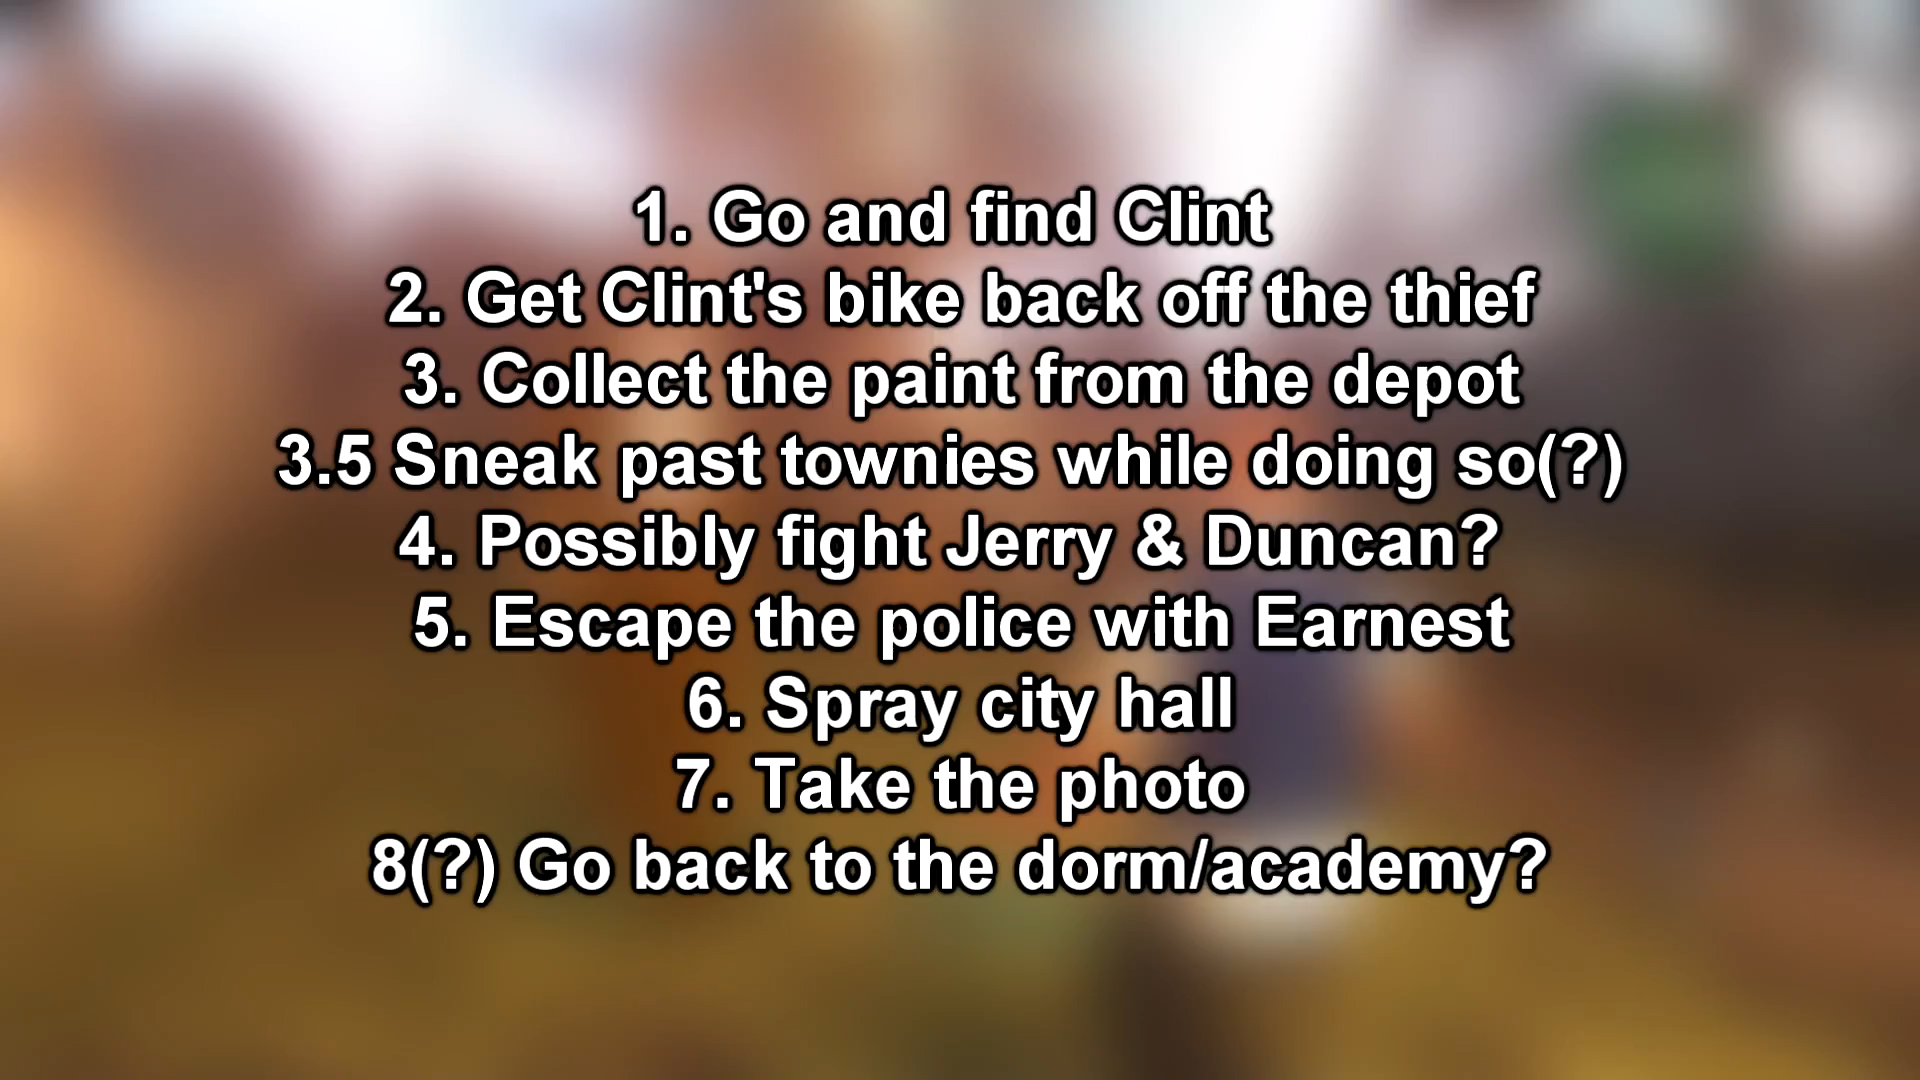 1. Go and find Clint
2. Get Clint's bike back off the thief
3. Collect the paint from the depot
3.5 Sneak past townies while doing so(?)
4. Possibly fight Jerry & Duncan?
5. Escape the police with Earnest
6. Spray city hall
7. Take the photo
8(?) Go back to the dorm/academy?